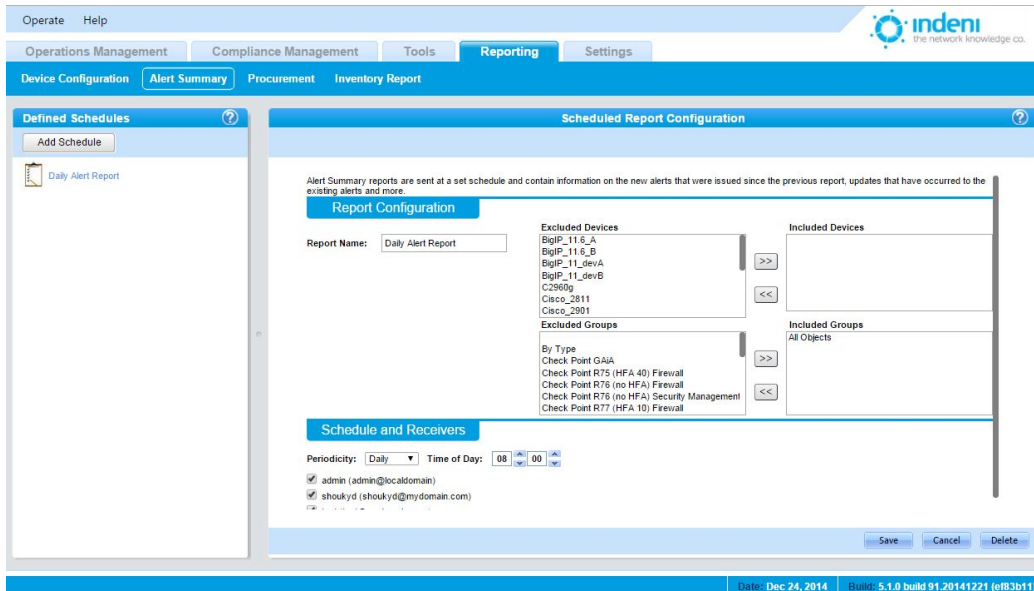 Operate Help
indeni
the network knowledge co.
Operations Management Compliance Management Tools Reporting Settings
Device Configuration Alert Summary Procurement Inventory Report
Defined Schedules ?
Scheduled Report Configuration ?
Add Schedule
Daily Alert Report
Alert Summary reports are sent at a set schedule and contain information on the new alerts that were issued since the previous report, updates that have occurred to the
existing alerts and more.
Report Configuration
Report Name: Daily Alert Report
Excluded Devices
BigIP_11.6_A
BigIP_11.6_B
BigIP_11_devA
BigIP_11_devB
C2960g
Cisco_2811
Cisco_2901
>>
<<
Included Devices
Excluded Groups
By Type
Check Point GAiA
Check Point R75 (HFA 40) Firewall
Check Point R76 (no HFA) Firewall
Check Point R76 (no HFA) Security Management
Check Point R77 (HFA 10) Firewall
>>
<<
Included Groups
All Objects
Schedule and Receivers
Periodicity: Daily Time of Day: 08 00
admin (admin@localdomain)
shoukyd (shoukyd@mydomain.com)
Save Cancel Delete
Date: Dec 24, 2014 Build: 5.1.0 build 91.20141221 (ef83b11